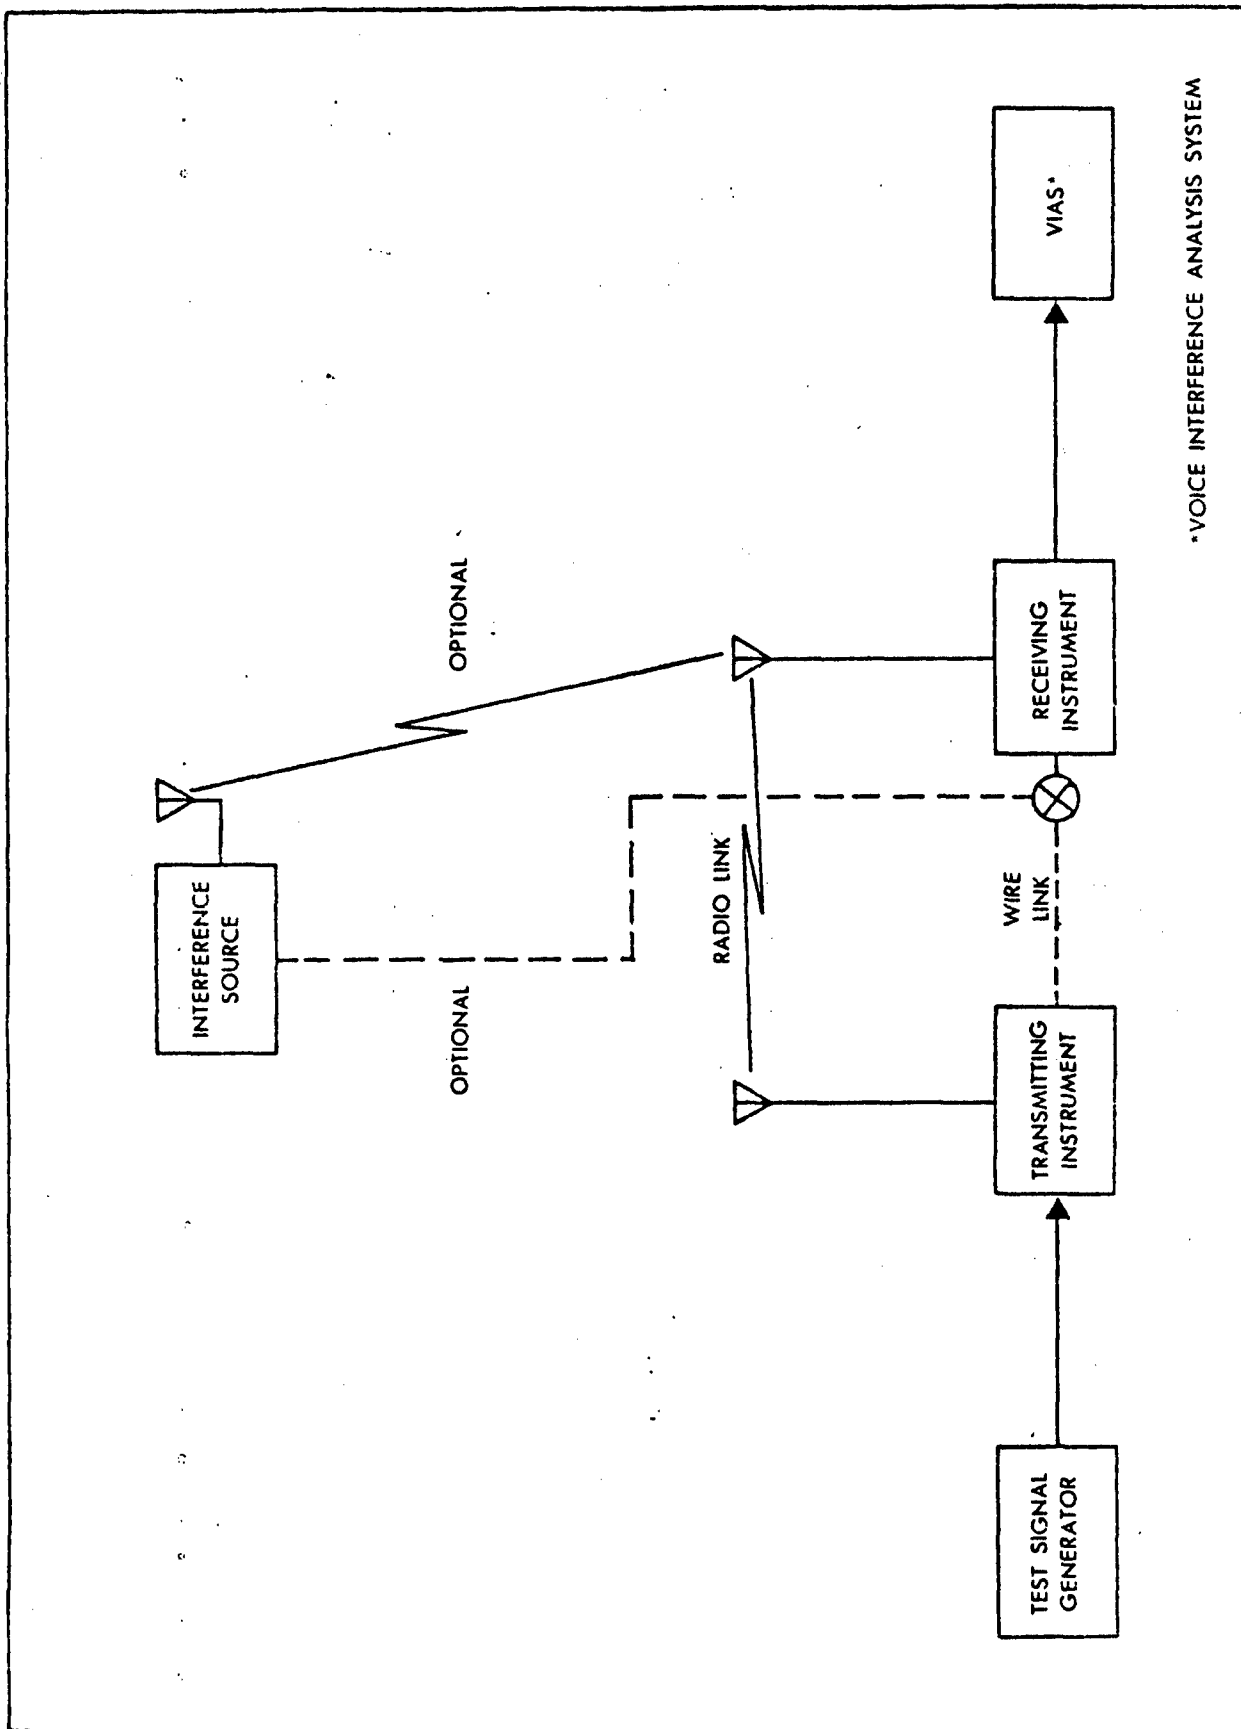 INTERFERENCE
SOURCE
OPTIONAL
OPTIONAL
RADIO LINK
WIRE
LINK
TEST SIGNAL
GENERATOR
TRANSMITTING
INSTRUMENT
RECEIVING
INSTRUMENT
VIAS*
*VOICE INTERFERENCE ANALYSIS SYSTEM